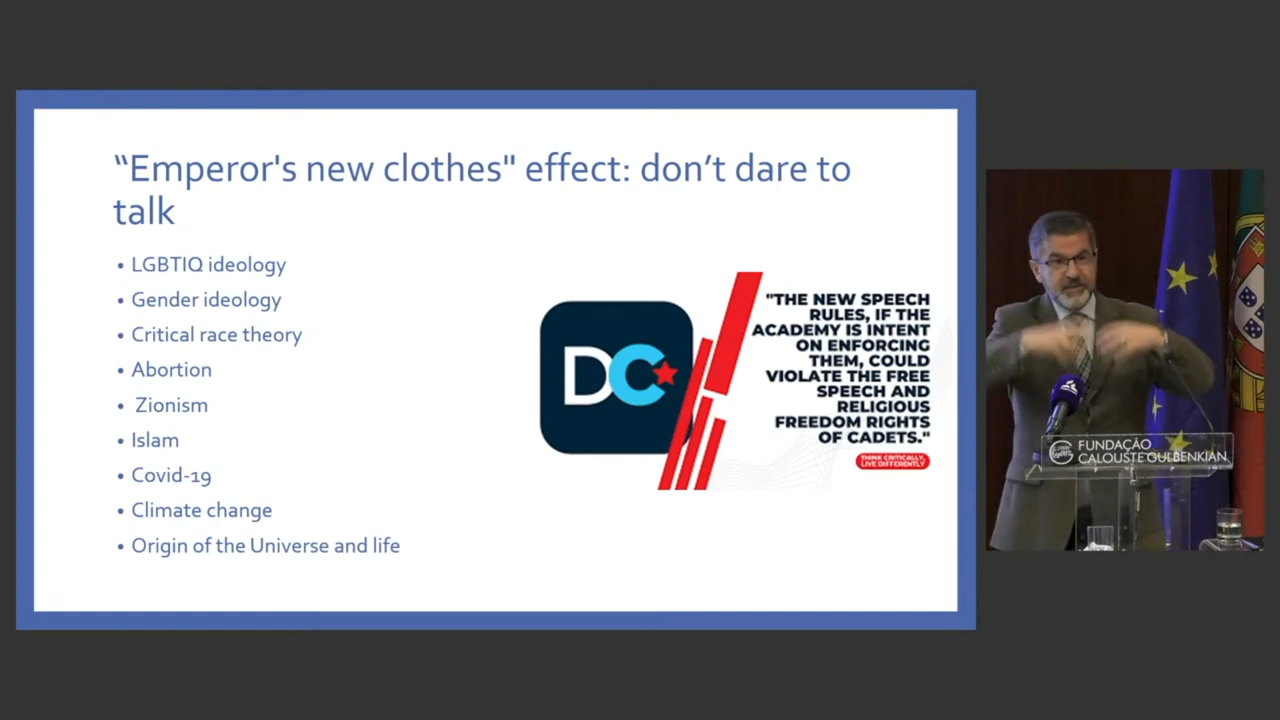 “Emperor's new clothes" effect: don’t dare to
talk
• LGBTIQ ideology
• Gender ideology
• Critical race theory
• Abortion
• Zionism
• Islam
• Covid-19
• Climate change
• Origin of the Universe and life
DC
"THE NEW SPEECH
RULES, IF THE
ACADEMY IS INTENT
ON ENFORCING
THEM, COULD
VIOLATE THE FREE
SPEECH AND
RELIGIOUS
FREEDOM RIGHTS
OF CADETS."
THINK CRITICALLY.
LIVE DIFFERENTLY
FUNDAÇÃO
CALOUSTE GULBENKIAN